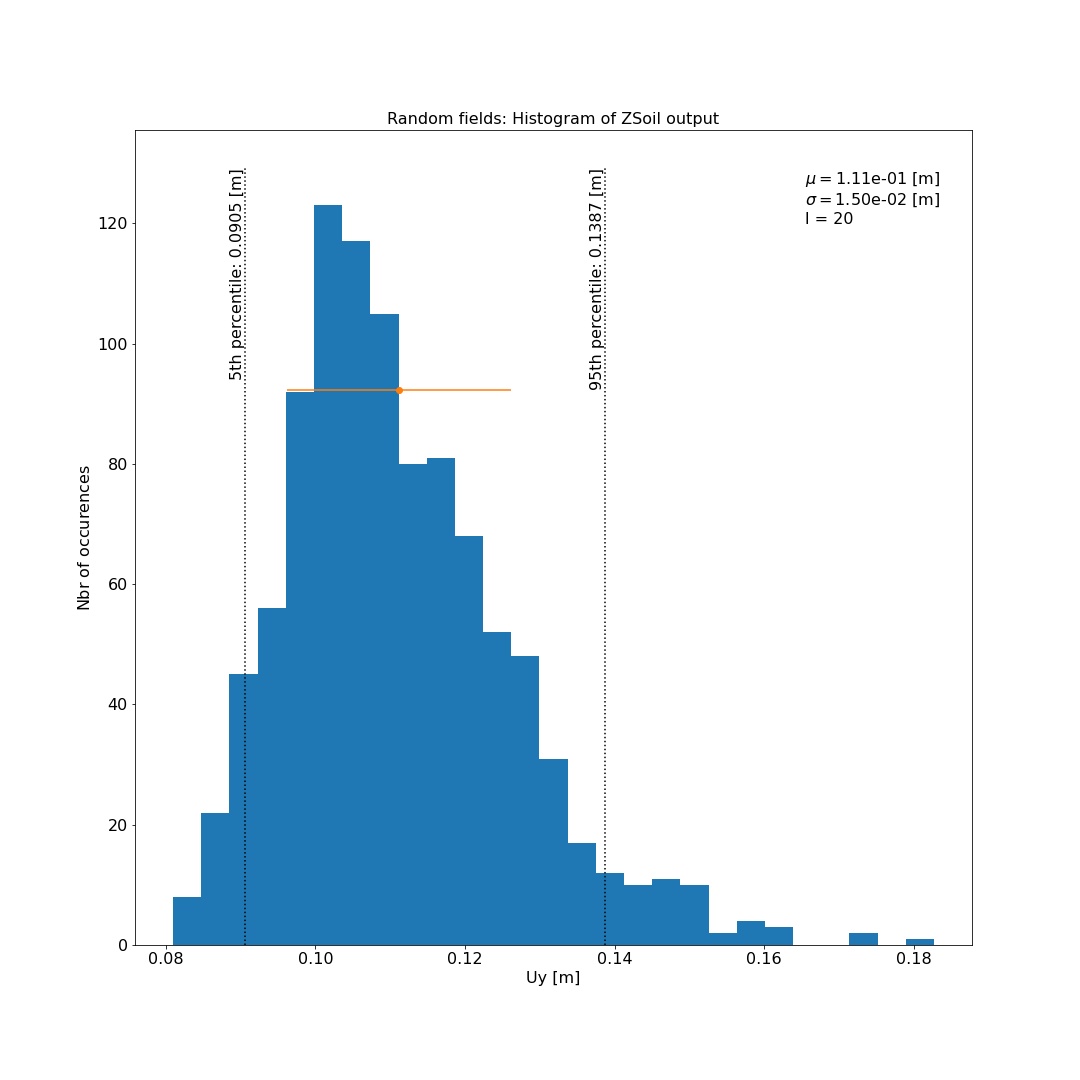 Random fields: Histogram of ZSoil output
μ = 1.11e-01 [m]
σ = 1.50e-02 [m]
l = 20
5th percentile: 0.0905 [m]
95th percentile: 0.1387 [m]
Nbr of occurences
120
100
80
60
40
20
0
0.08 0.10 0.12 0.14 0.16 0.18
Uy [m]